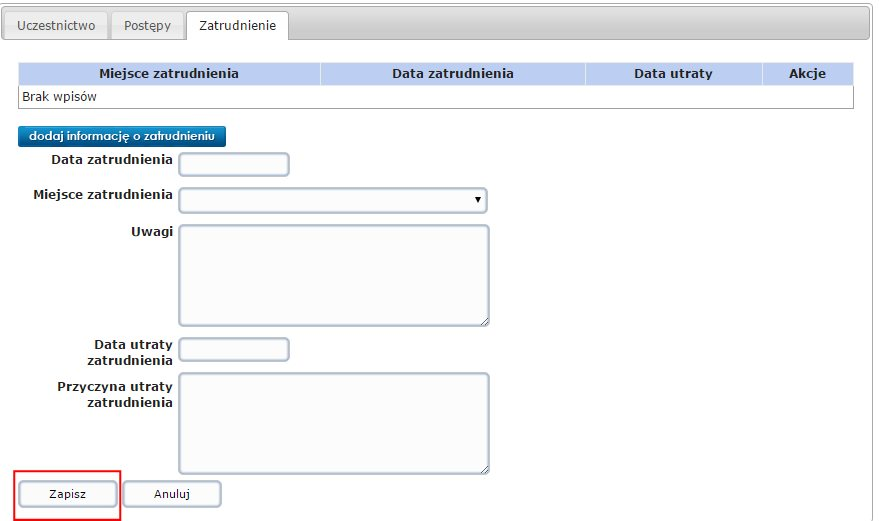 Uczestnictwo Postępy Zatrudnienie
Miejsce zatrudnienia Data zatrudnienia Data utraty Akcje
Brak wpisów
dodaj informację o zatrudnieniu
Data zatrudnienia
Miejsce zatrudnienia
Uwagi
Data utraty
zatrudnienia
Przyczyna utraty
zatrudnienia
Zapisz Anuluj